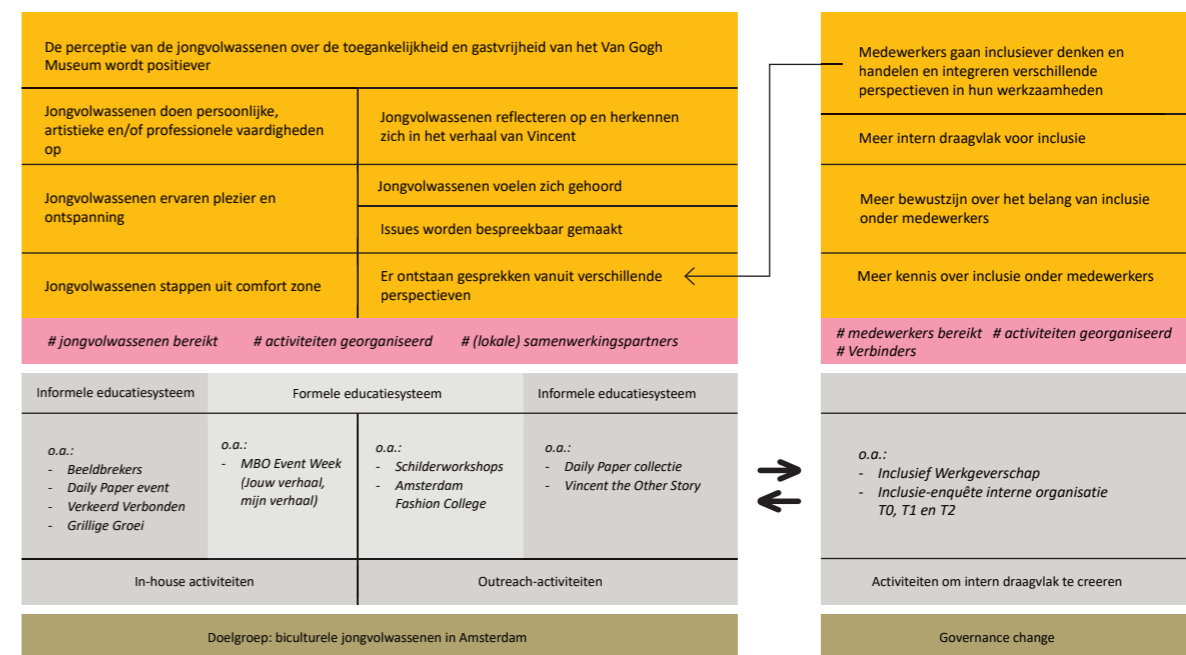 De perceptie van de jongvolwassenen over de toegankelijkheid en gastvrijheid van het Van Gogh
Museum wordt positiever
Jongvolwassenen doen persoonlijke,
artistieke en/of professionele vaardigheden
op
Jongvolwassenen reflecteren op en herkennen
zich in het verhaal van Vincent
Jongvolwassenen ervaren plezier en
ontspanning
Jongvolwassenen voelen zich gehoord
Issues worden bespreekbaar gemaakt
Jongvolwassenen stappen uit comfort zone
Er ontstaan gesprekken vanuit verschillende
perspectieven
# jongvolwassenen bereikt # activiteiten georganiseerd # (lokale) samenwerkingspartners
Informele educatiesysteem
Formele educatiesysteem
Informele educatiesysteem
o.a.:
- Beeldbrekers
- Daily Paper event
- Verkeerd Verbonden
- Grillige Groei
o.a.:
- MBO Event Week
(Jouw verhaal,
mijn verhaal)
o.a.:
- Schilderworkshops
- Amsterdam
Fashion College
o.a.:
- Daily Paper collectie
- Vincent the Other Story
In-house activiteiten
Outreach-activiteiten
Doelgroep: biculturele jongvolwassenen in Amsterdam
Medewerkers gaan inclusiever denken en
handelen en integreren verschillende
perspectieven in hun werkzaamheden
Meer intern draagvlak voor inclusie
Meer bewustzijn over het belang van inclusie
onder medewerkers
Meer kennis over inclusie onder medewerkers
# medewerkers bereikt # activiteiten georganiseerd
# Verbinders
o.a.:
- Inclusief Werkgeverschap
- Inclusie-enquête interne organisatie
T0, T1 en T2
Activiteiten om intern draagvlak te creeren
Governance change